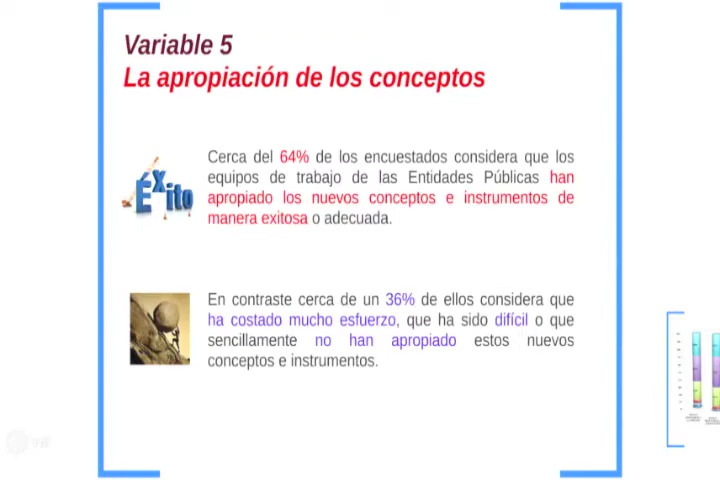 Variable 5
La apropiación de los conceptos
Éxito
Cerca del 64% de los encuestados considera que los
equipos de trabajo de las Entidades Públicas han
apropiado los nuevos conceptos e instrumentos de
manera exitosa o adecuada.
En contraste cerca de un 36% de ellos considera que
ha costado mucho esfuerzo, que ha sido difícil o que
sencillamente no han apropiado estos nuevos
conceptos e instrumentos.